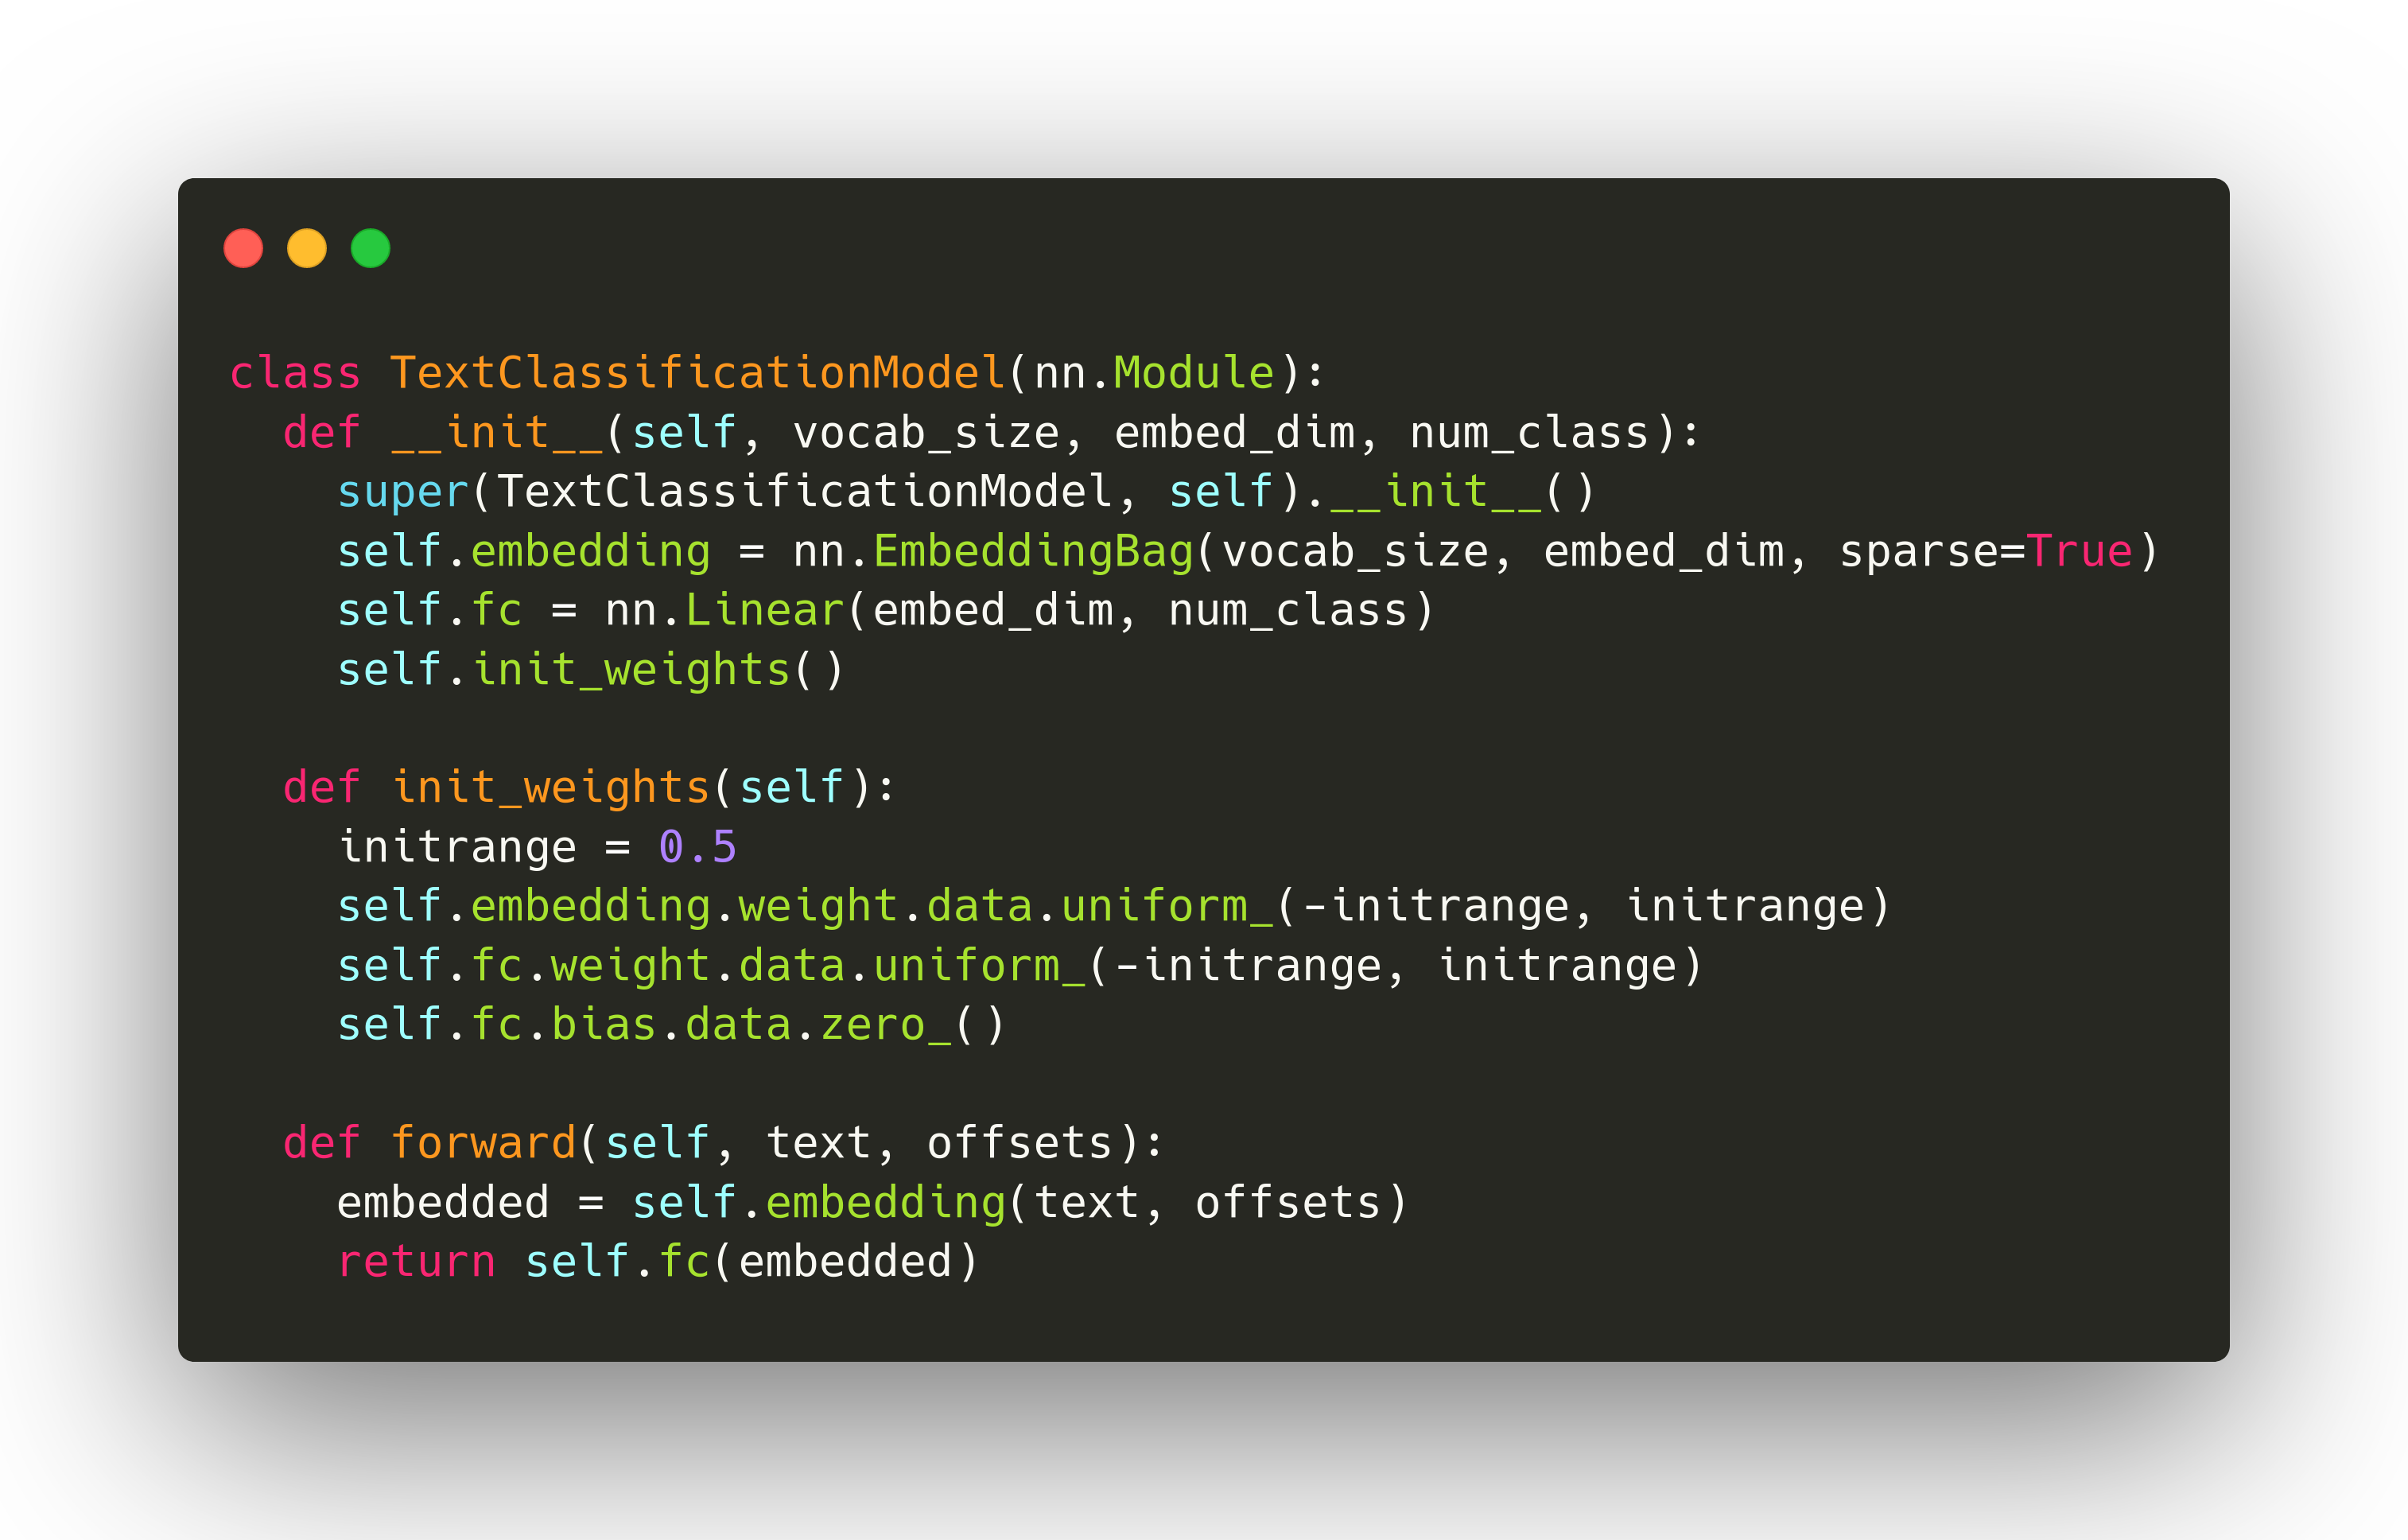 class TextClassificationModel(nn.Module):
  def __init__(self, vocab_size, embed_dim, num_class):
    super(TextClassificationModel, self).__init__()
    self.embedding = nn.EmbeddingBag(vocab_size, embed_dim, sparse=True)
    self.fc = nn.Linear(embed_dim, num_class)
    self.init_weights()

  def init_weights(self):
    initrange = 0.5
    self.embedding.weight.data.uniform_(-initrange, initrange)
    self.fc.weight.data.uniform_(-initrange, initrange)
    self.fc.bias.data.zero_()

  def forward(self, text, offsets):
    embedded = self.embedding(text, offsets)
    return self.fc(embedded)